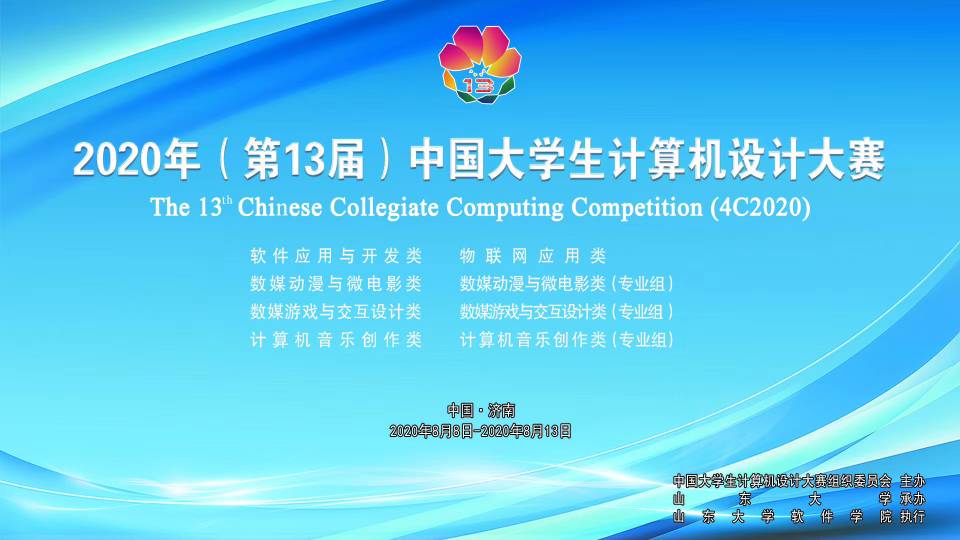 13
2020年(第13届)中国大学生计算机设计大赛
The 13th Chinese Collegiate Computing Competition (4C2020)
软件应用与开发类 物联网应用类
数媒动漫与微电影类 数媒动漫与微电影类(专业组)
数媒游戏与交互设计类 数媒游戏与交互设计类(专业组)
计算机音乐创作类 计算机音乐创作类(专业组)
中国·济南
2020年8月8日-2020年8月13日
中国大学生计算机设计大赛组织委员会 主办
山东大学 承办
山东大学软件学院 执行